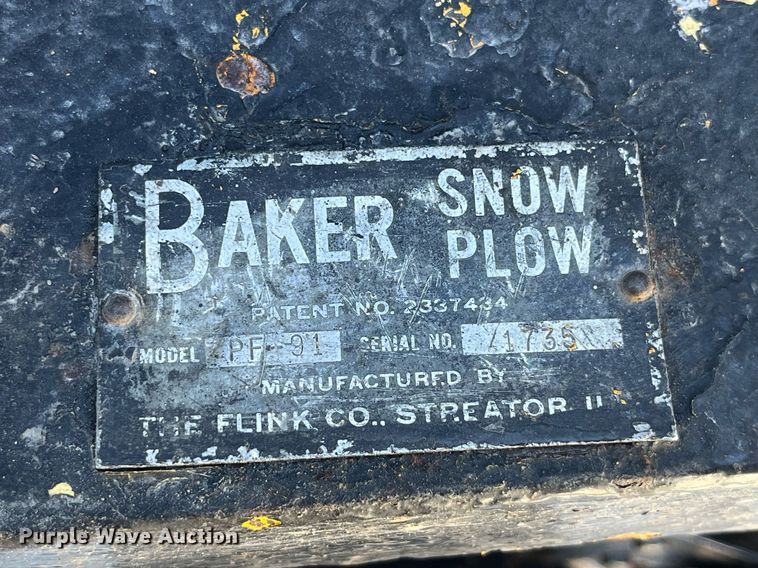 BAKER SNOW PLOW
PATENT NO. 2337434
MODEL PF-91 SERIAL NO.
MANUFACTURED BY
THE FLINK CO., STREATOR IL
Purple Wave Auction